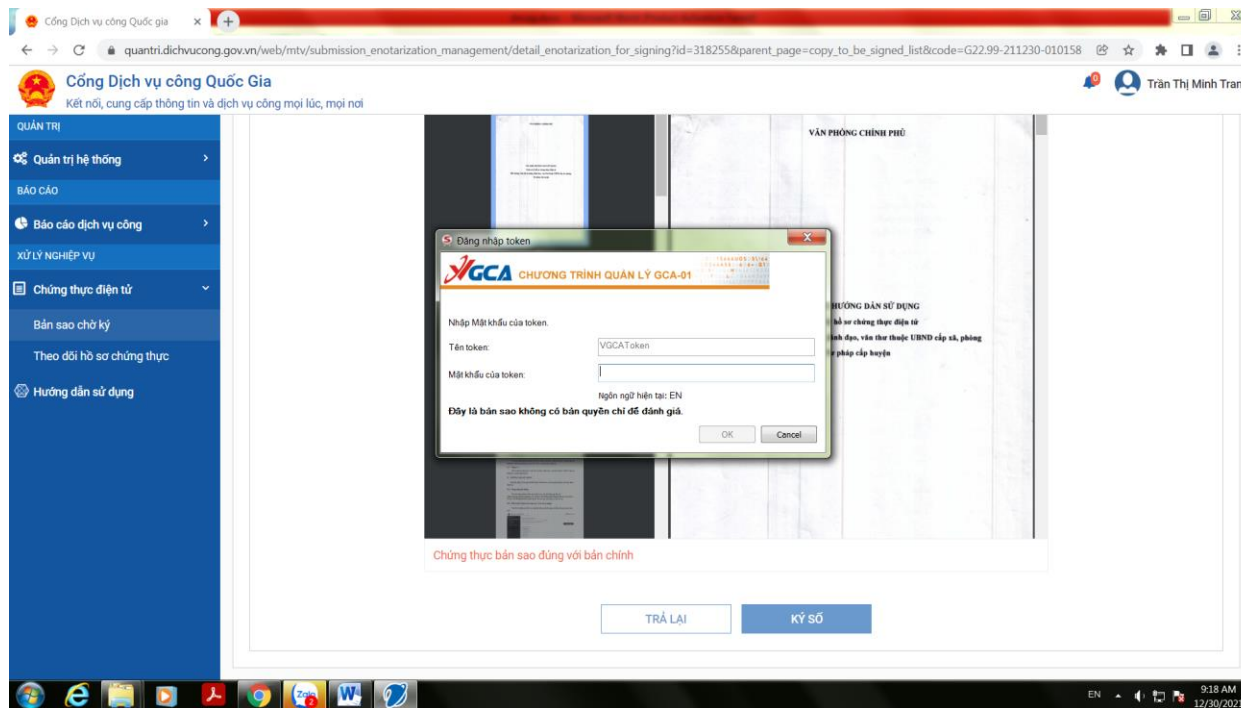 Cổng Dịch vụ công Quốc gia
quantri.dichvucong.gov.vn/web/mtv/submission_enotarization_management/detail_enotarization_for_signing?id=318255&parent_page=copy_to_be_signed_list&code=G22.99-211230-010158
Cổng Dịch vụ công Quốc Gia
Kết nối, cung cấp thông tin và dịch vụ công mọi lúc, mọi nơi
0
Trần Thị Minh Tran
QUẢN TRỊ
Quản trị hệ thống
BÁO CÁO
Báo cáo dịch vụ công
XỬ LÝ NGHIỆP VỤ
Chứng thực điện tử
Bản sao chờ ký
Theo dõi hồ sơ chứng thực
Hướng dẫn sử dụng
VĂN PHÒNG CHÍNH PHỦ
HƯỚNG DẪN SỬ DỤNG
hồ sơ chứng thực điện tử
ãnh đạo, văn thư thuộc UBND cấp xã, phòng
ư pháp cấp huyện
Đăng nhập token
VGCA CHƯƠNG TRÌNH QUẢN LÝ GCA-01
Nhập Mật khẩu của token.
Tên token:
VGCAToken
Mật khẩu của token:
Ngôn ngữ hiện tại: EN
Đây là bản sao không có bản quyền chỉ để đánh giá.
OK
Cancel
Chứng thực bản sao đúng với bản chính
TRẢ LẠI
KÝ SỐ
Zalo
EN
9:18 AM
12/30/2021